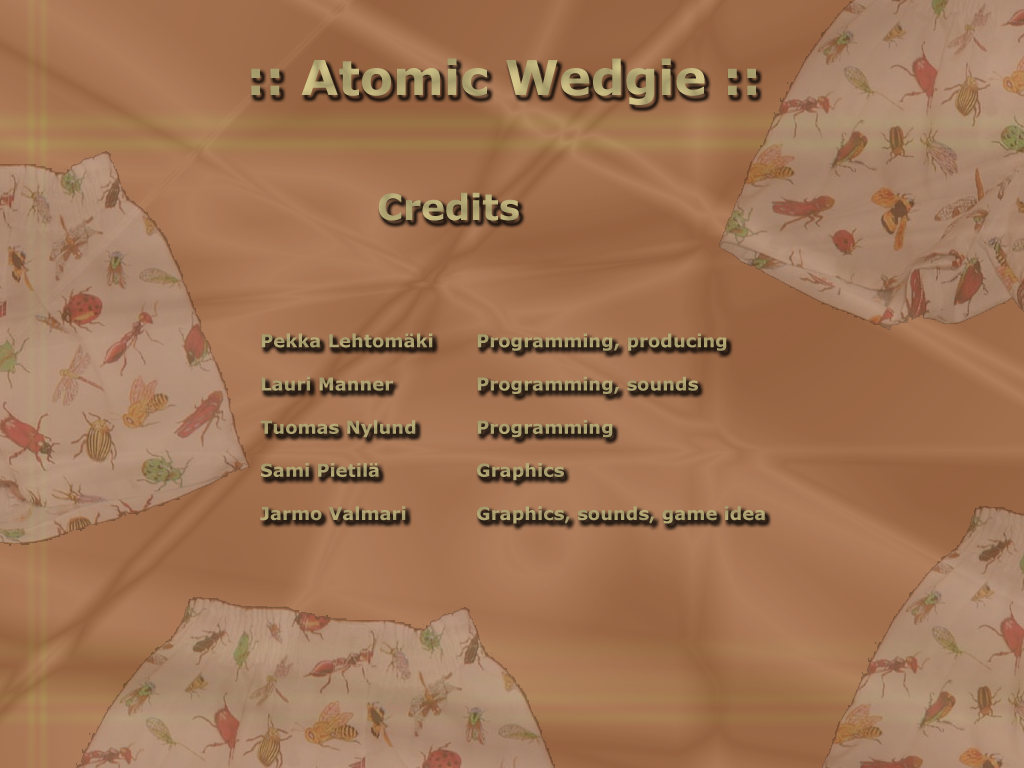 :: Atomic Wedgie ::
Credits
Pekka Lehtomäki Programming, producing
Lauri Manner Programming, sounds
Tuomas Nylund Programming
Sami Pietilä Graphics
Jarmo Valmari Graphics, sounds, game idea